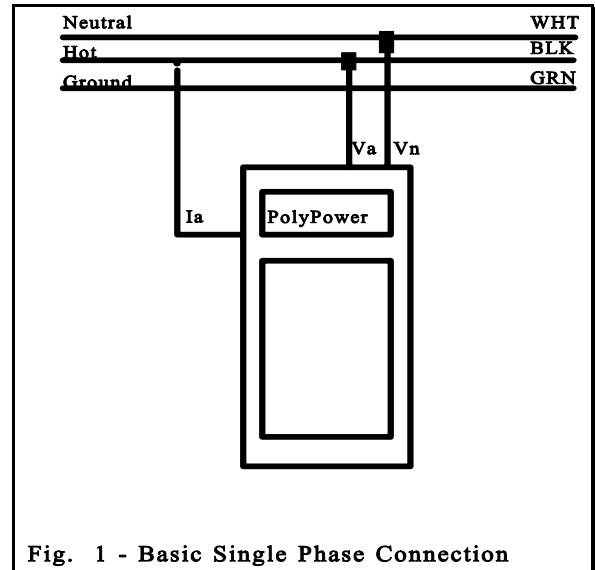 Neutral WHT
Hot BLK
Ground GRN
Va Vn
Ia PolyPower
Fig. 1 - Basic Single Phase Connection